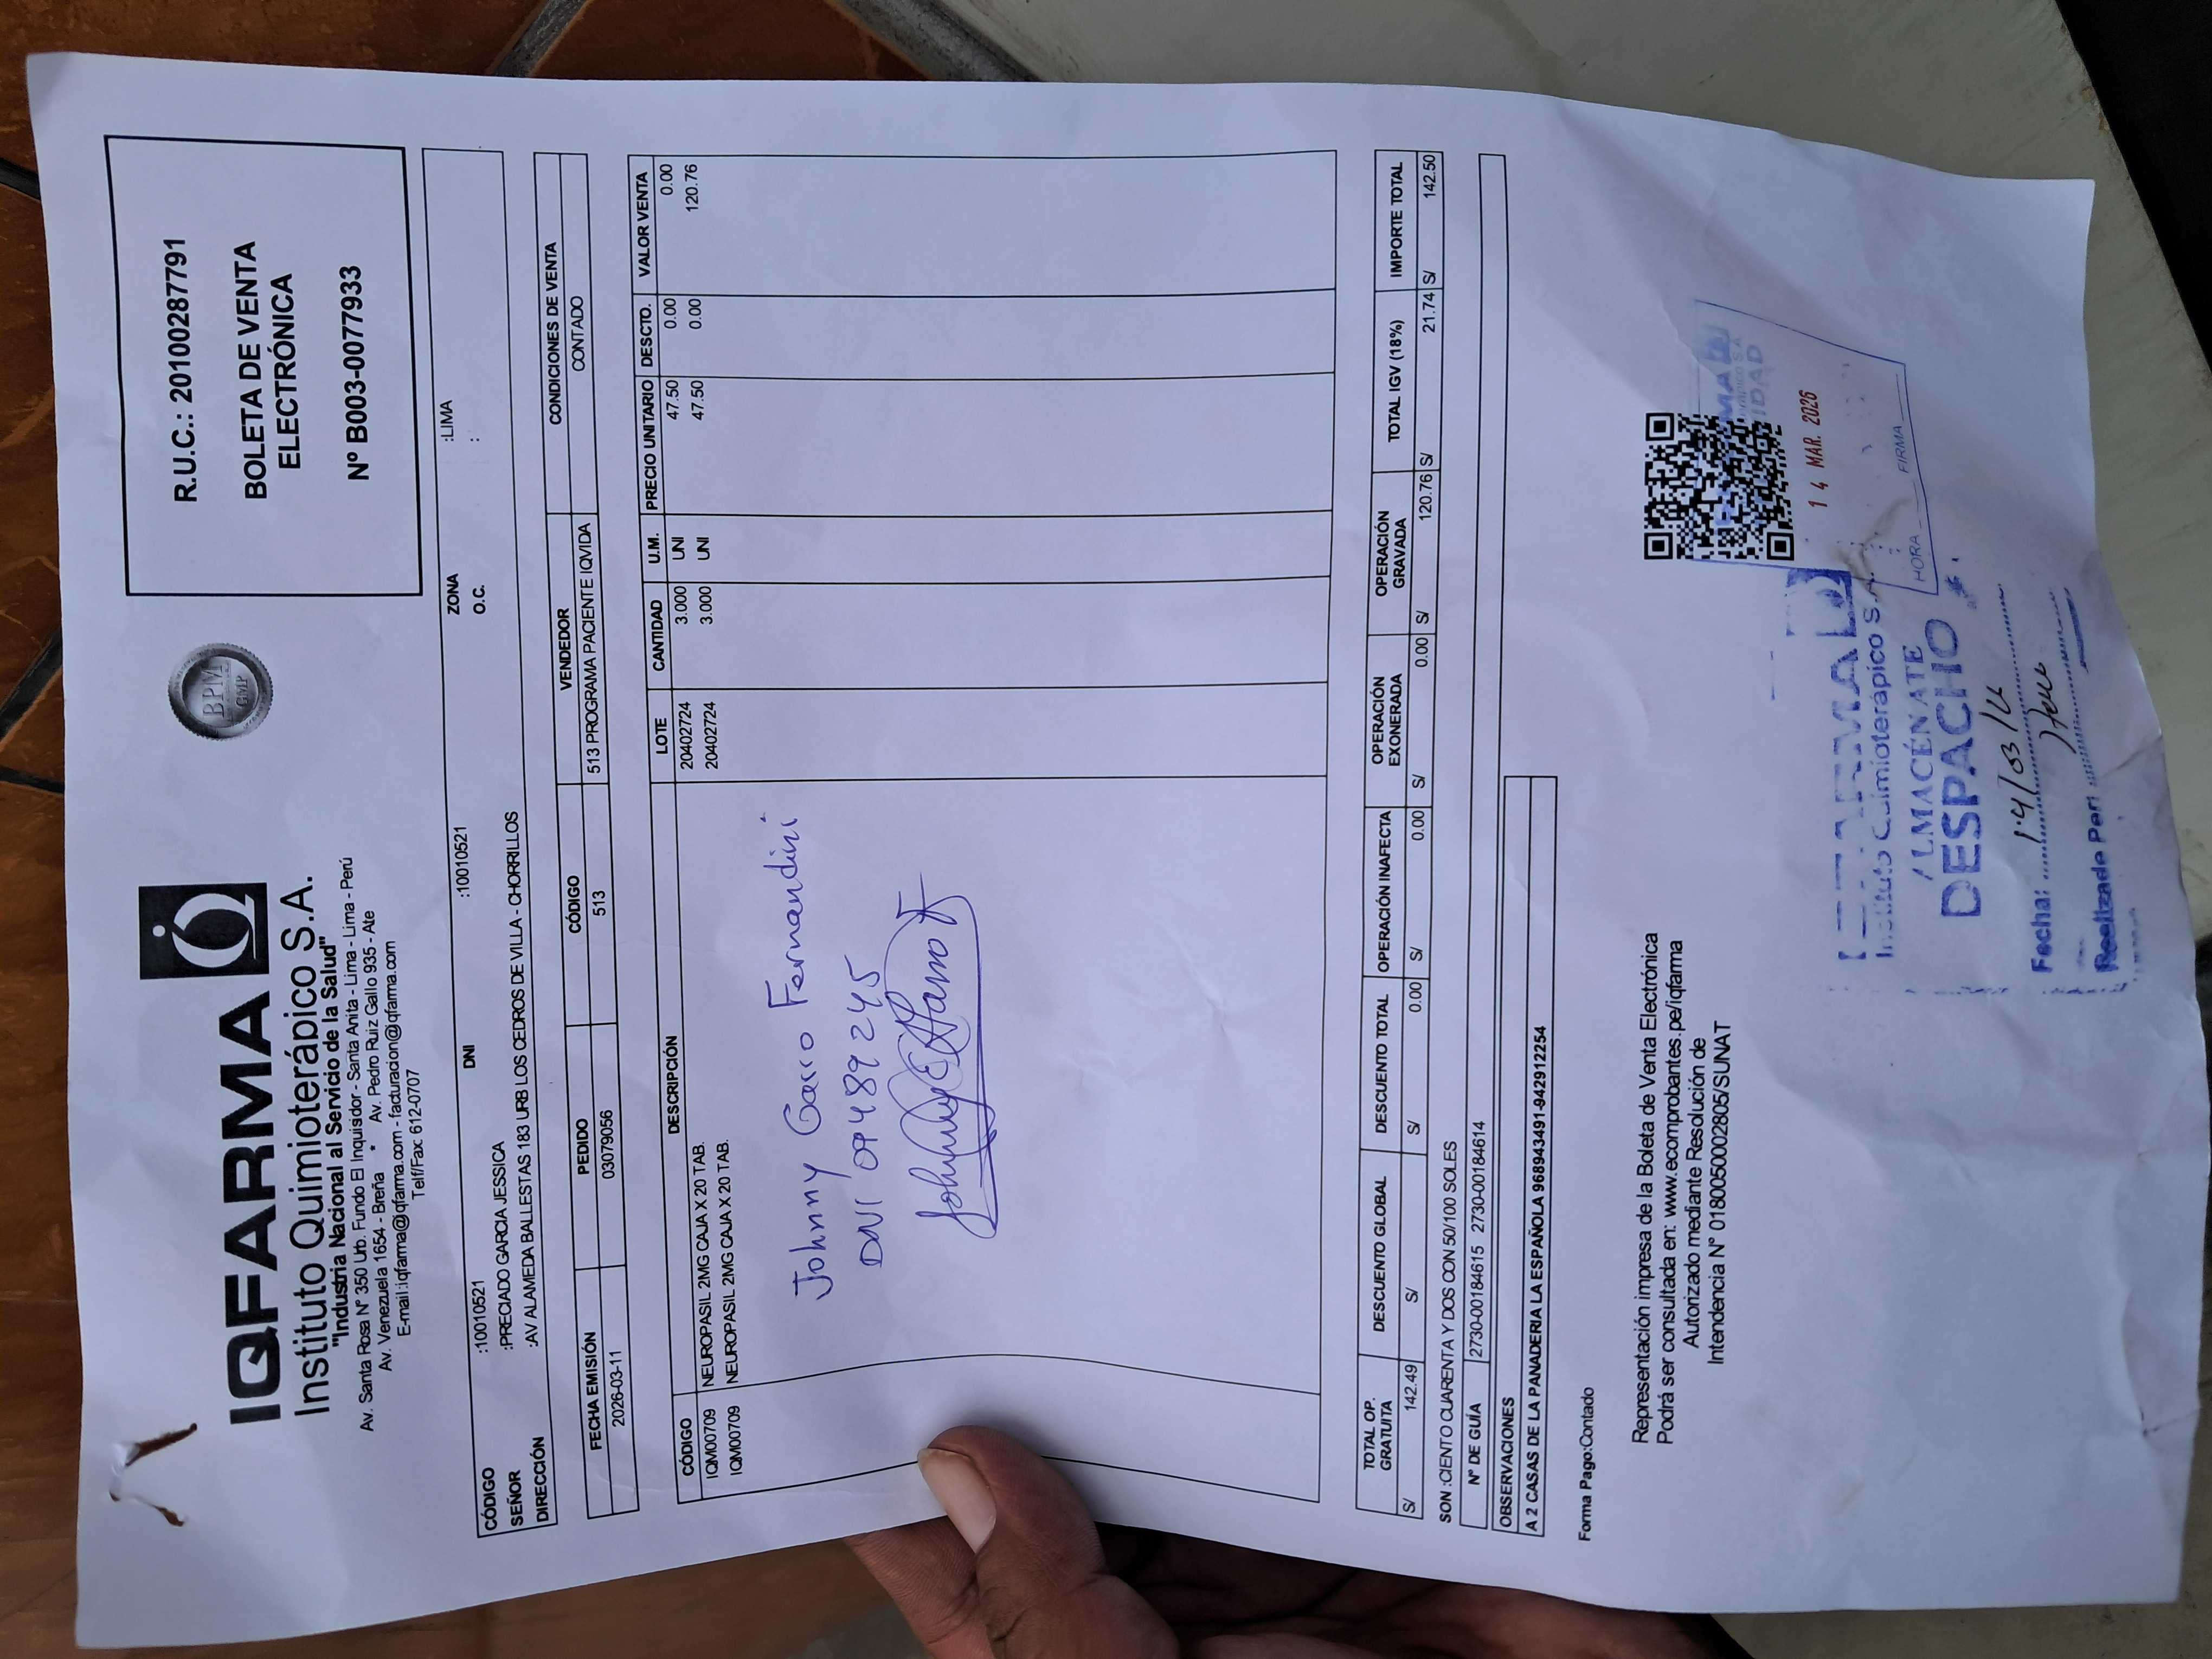 IQFARMA
Instituto Quimioterápico S.A.
"Industria Nacional al Servicio de la Salud"
Av. Santa Rosa Nº 350 Urb. Fundo El Inquisidor - Santa Anita - Lima - Lima - Perú
Av. Venezuela 1654 - Breña * Av. Pedro Ruiz Gallo 935 - Ate
E-mail:iqfarma@iqfarma.com - facturacion@iqfarma.com
Telf/Fax: 612-0707
BPM
GMP
R.U.C.: 20100287791
BOLETA DE VENTA
ELECTRÓNICA
Nº B003-0077933
CÓDIGO :10010521 DNI :10010521 ZONA :LIMA
SEÑOR :PRECIADO GARCIA JESSICA O.C. :
DIRECCIÓN :AV ALAMEDA BALLESTAS 183 URB LOS CEDROS DE VILLA - CHORRILLOS
FECHA EMISIÓN PEDIDO CÓDIGO VENDEDOR CONDICIONES DE VENTA
2026-03-11 03079056 513 513 PROGRAMA PACIENTE IQVIDA CONTADO
CÓDIGO DESCRIPCIÓN LOTE CANTIDAD U.M. PRECIO UNITARIO DESCTO. VALOR VENTA
IQM00709 NEUROPASIL 2MG CAJA X 20 TAB. 20402724 3.000 UNI 47.50 0.00 0.00
IQM00709 NEUROPASIL 2MG CAJA X 20 TAB. 20402724 3.000 UNI 47.50 0.00 120.76
Johnny Garro Fernandini
DNI 09489245
TOTAL OP. GRATUITA DESCUENTO GLOBAL DESCUENTO TOTAL OPERACIÓN INAFECTA OPERACIÓN EXONERADA OPERACIÓN GRAVADA TOTAL IGV (18%) IMPORTE TOTAL
S/ 142.49 S/ S/ 0.00 S/ 0.00 S/ 0.00 S/ 120.76 S/ 21.74 S/ 142.50
SON :CIENTO CUARENTA Y DOS CON 50/100 SOLES
Nº DE GUÍA 2730-00184615 2730-00184614
OBSERVACIONES
A 2 CASAS DE LA PANADERIA LA ESPAÑOLA 968943491-942912254
Forma Pago:Contado
Representación impresa de la Boleta de Venta Electrónica
Podrá ser consultada en: www.ecomprobantes.pe/iqfarma
Autorizado mediante Resolución de
Intendencia Nº 0180050002805/SUNAT
14 MAR. 2026
HORA FIRMA
Instituto Quimioterápico S.A.
ALMACÉN ATE
DESPACHO
Fecha: 14/03/
Realizado Por: